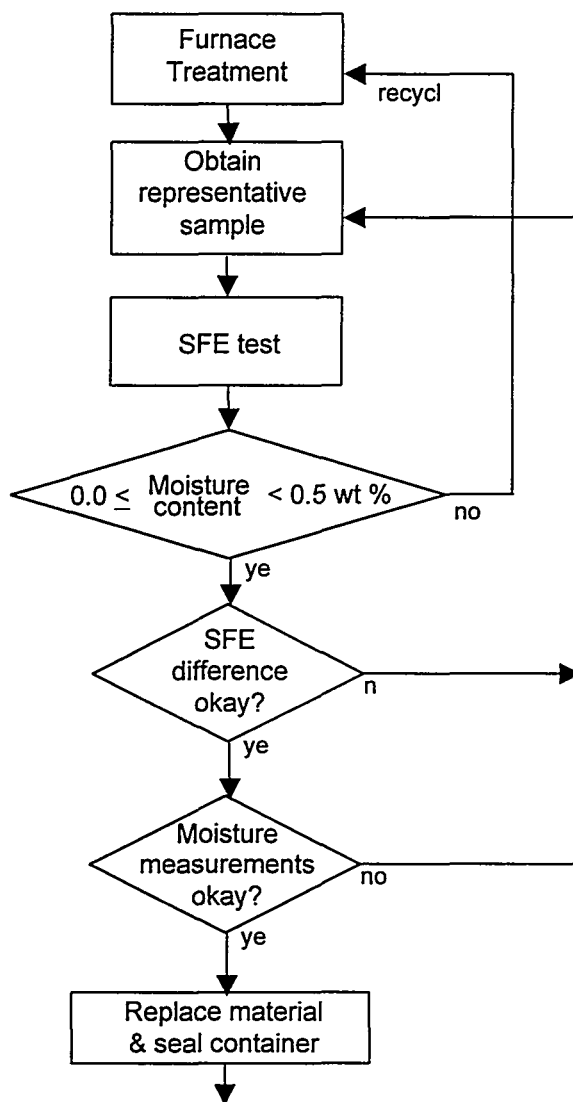 Furnace
Treatment
recycl
Obtain
representative
sample
SFE test
0.0 ≤ Moisture content < 0.5 wt %
no
ye
SFE
difference
okay?
n
ye
Moisture
measurements
okay?
no
ye
Replace material
& seal container